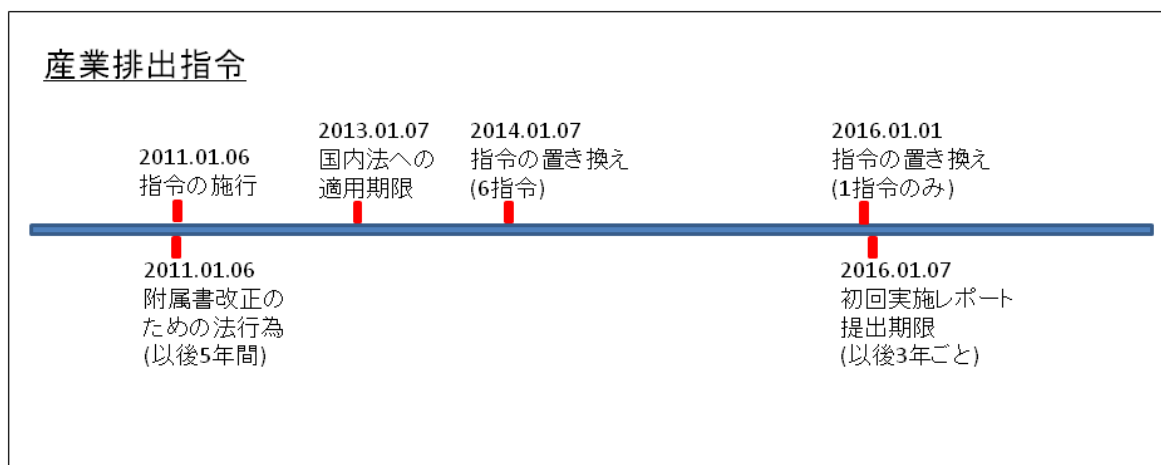 産業排出指令
2011.01.06
指令の施行
2013.01.07
国内法への
適用期限
2014.01.07
指令の置き換え
(6指令)
2016.01.01
指令の置き換え
(1指令のみ)
2011.01.06
附属書改正の
ための法行為
(以後5年間)
2016.01.07
初回実施レポート
提出期限
(以後3年ごと)